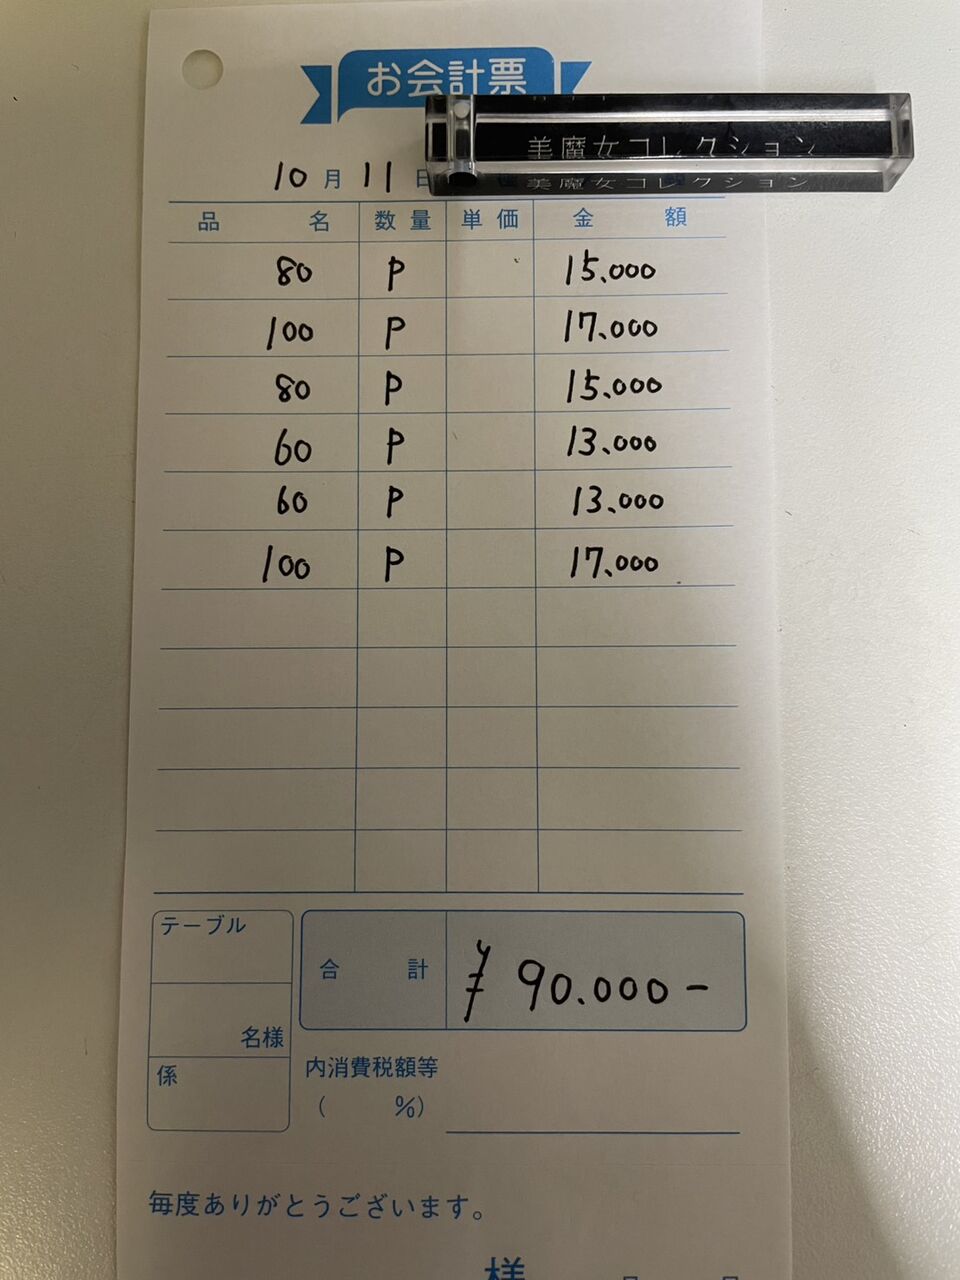 お会計票
美魔女コレクション
美魔女コレクション
10月11日
品名 数量 単価 金額
80 P 15.000
100 P 17.000
80 P 15.000
60 P 13.000
60 P 13.000
100 P 17.000
テーブル
合計 ¥90.000-
名様
係
内消費税額等
( %)
毎度ありがとうございます。
様